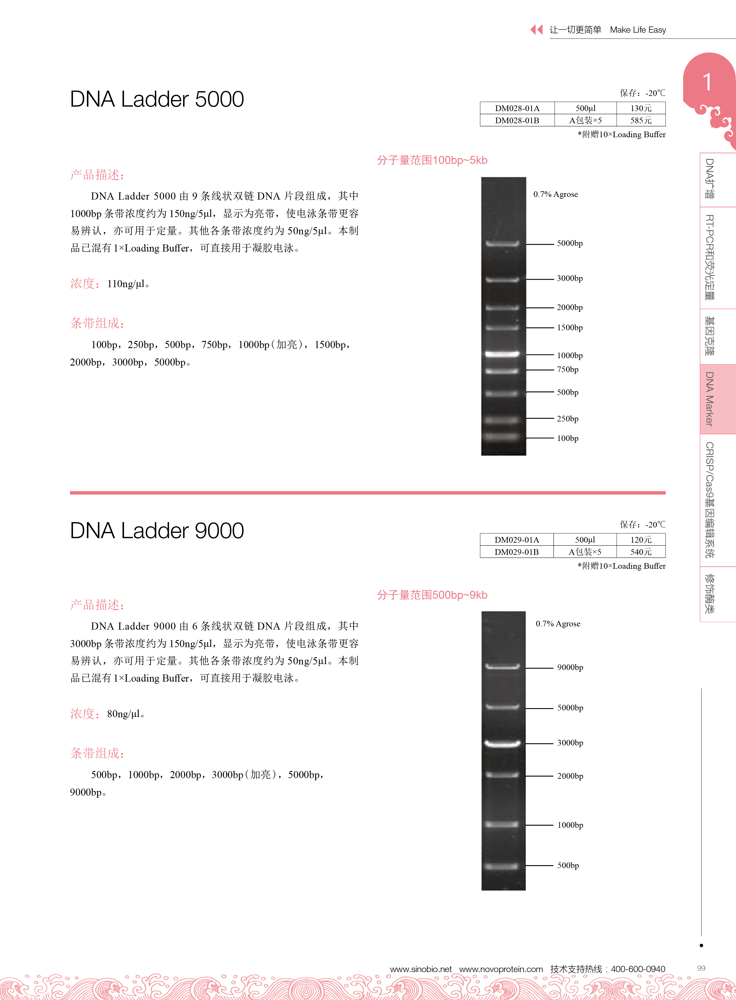 让一切更简单 Make Life Easy
1
DNA Ladder 5000
保存：-20℃
DM028-01A 500μl 130元
DM028-01B A包装×5 585元
*附赠10×Loading Buffer
产品描述：
DNA Ladder 5000 由 9 条线状双链 DNA 片段组成，其中
1000bp 条带浓度约为 150ng/5μl，显示为亮带，使电泳条带更容
易辨认，亦可用于定量。其他各条带浓度约为 50ng/5μl。本制
品已混有 1×Loading Buffer，可直接用于凝胶电泳。
浓度：110ng/μl。
条带组成：
100bp，250bp，500bp，750bp，1000bp（加亮），1500bp，
2000bp，3000bp，5000bp。
分子量范围100bp~5kb
0.7% Agrose
5000bp
3000bp
2000bp
1500bp
1000bp
750bp
500bp
250bp
100bp
DNA Ladder 9000
保存：-20℃
DM029-01A 500μl 120元
DM029-01B A包装×5 540元
*附赠10×Loading Buffer
产品描述：
DNA Ladder 9000 由 6 条线状双链 DNA 片段组成，其中
3000bp 条带浓度约为 150ng/5μl，显示为亮带，使电泳条带更容
易辨认，亦可用于定量。其他各条带浓度约为 50ng/5μl。本制
品已混有 1×Loading Buffer，可直接用于凝胶电泳。
浓度：80ng/μl。
条带组成：
500bp，1000bp，2000bp，3000bp（加亮），5000bp，
9000bp。
分子量范围500bp~9kb
0.7% Agrose
9000bp
5000bp
3000bp
2000bp
1000bp
500bp
DNA扩增
RT-PCR和荧光定量
基因克隆
DNA Marker
CRISP/Cas9基因编辑系统
修饰酶类
www.sinobio.net www.novoprotein.com 技术支持热线：400-600-0940
99